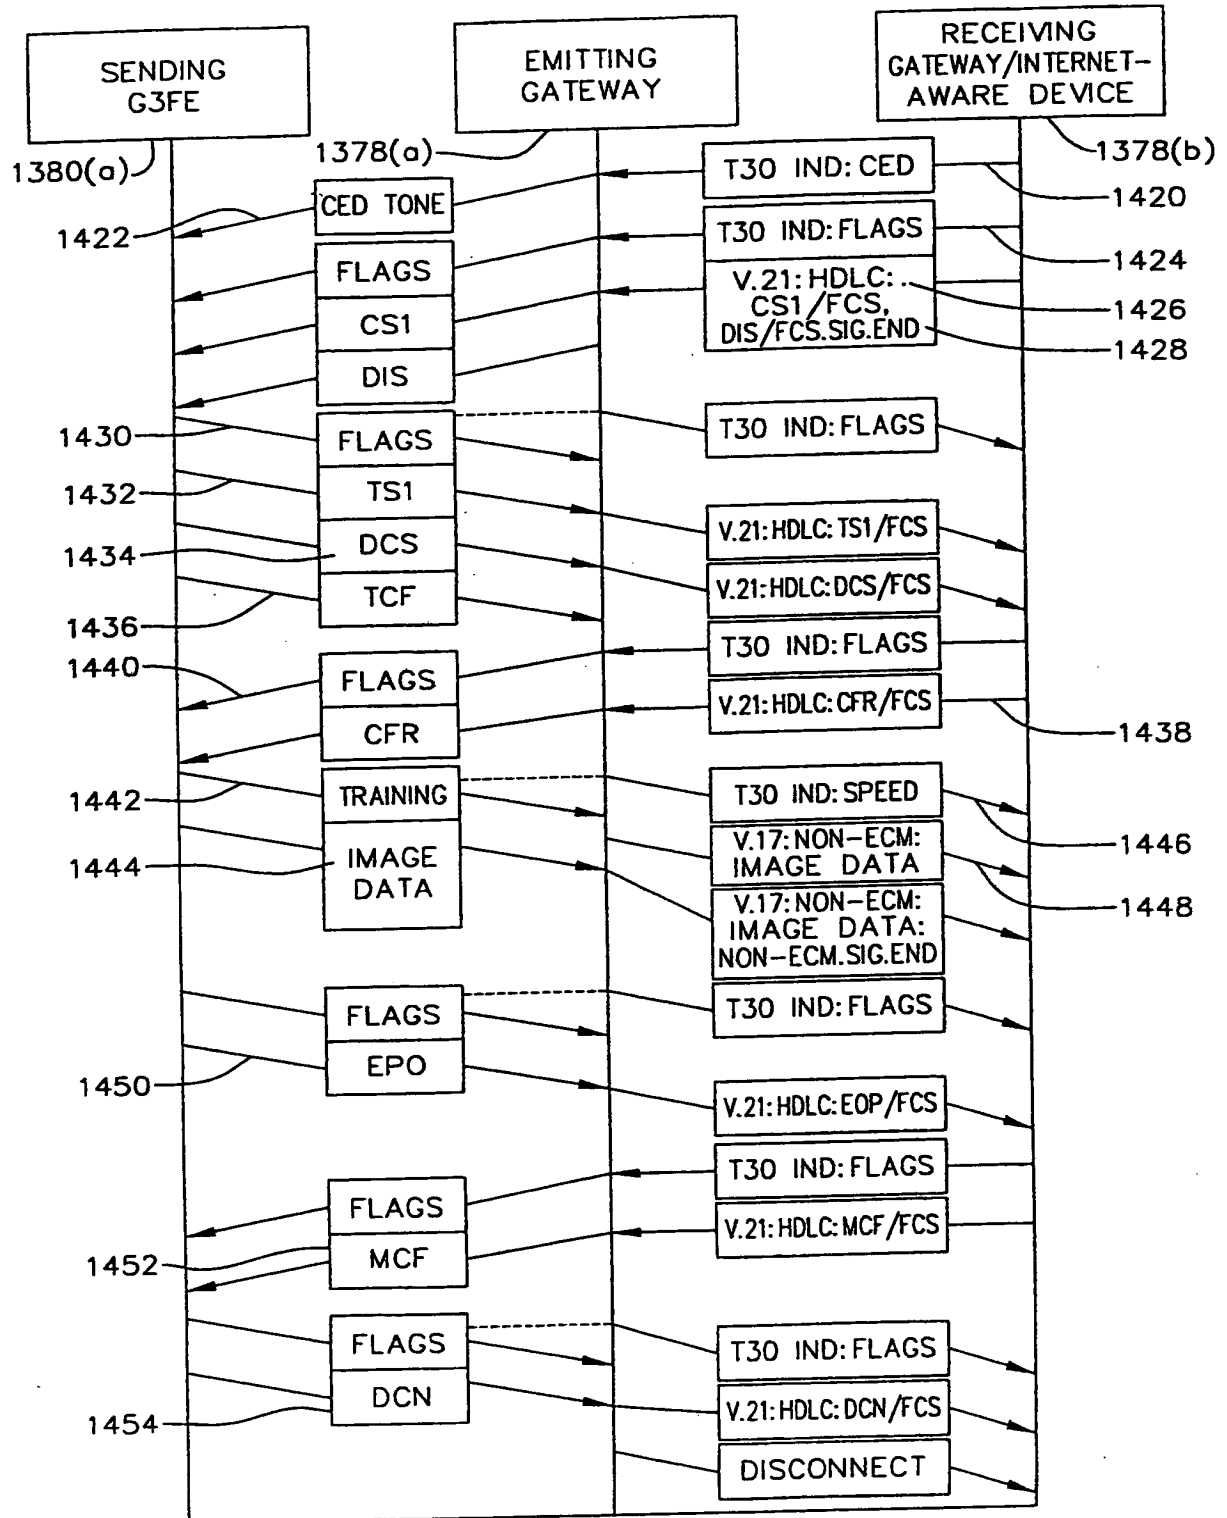 SENDING
G3FE
EMITTING
GATEWAY
RECEIVING
GATEWAY/INTERNET-
AWARE DEVICE
1380(a)
1378(a)
1378(b)
T30 IND: CED
1420
CED TONE
1422
T30 IND: FLAGS
1424
FLAGS
V.21: HDLC: .
CS1/FCS,
DIS/FCS.SIG.END
1426
1428
CS1
DIS
1430
FLAGS
T30 IND: FLAGS
1432
TS1
V.21: HDLC: TS1/FCS
1434
DCS
V.21: HDLC: DCS/FCS
1436
TCF
T30 IND: FLAGS
1440
FLAGS
V.21: HDLC: CFR/FCS
1438
CFR
1442
TRAINING
T30 IND: SPEED
1446
1444
IMAGE
DATA
V.17: NON-ECM:
IMAGE DATA
1448
V.17: NON-ECM:
IMAGE DATA:
NON-ECM.SIG.END
FLAGS
T30 IND: FLAGS
1450
EPO
V.21: HDLC: EOP/FCS
T30 IND: FLAGS
FLAGS
V.21: HDLC: MCF/FCS
1452
MCF
FLAGS
T30 IND: FLAGS
1454
DCN
V.21: HDLC: DCN/FCS
DISCONNECT